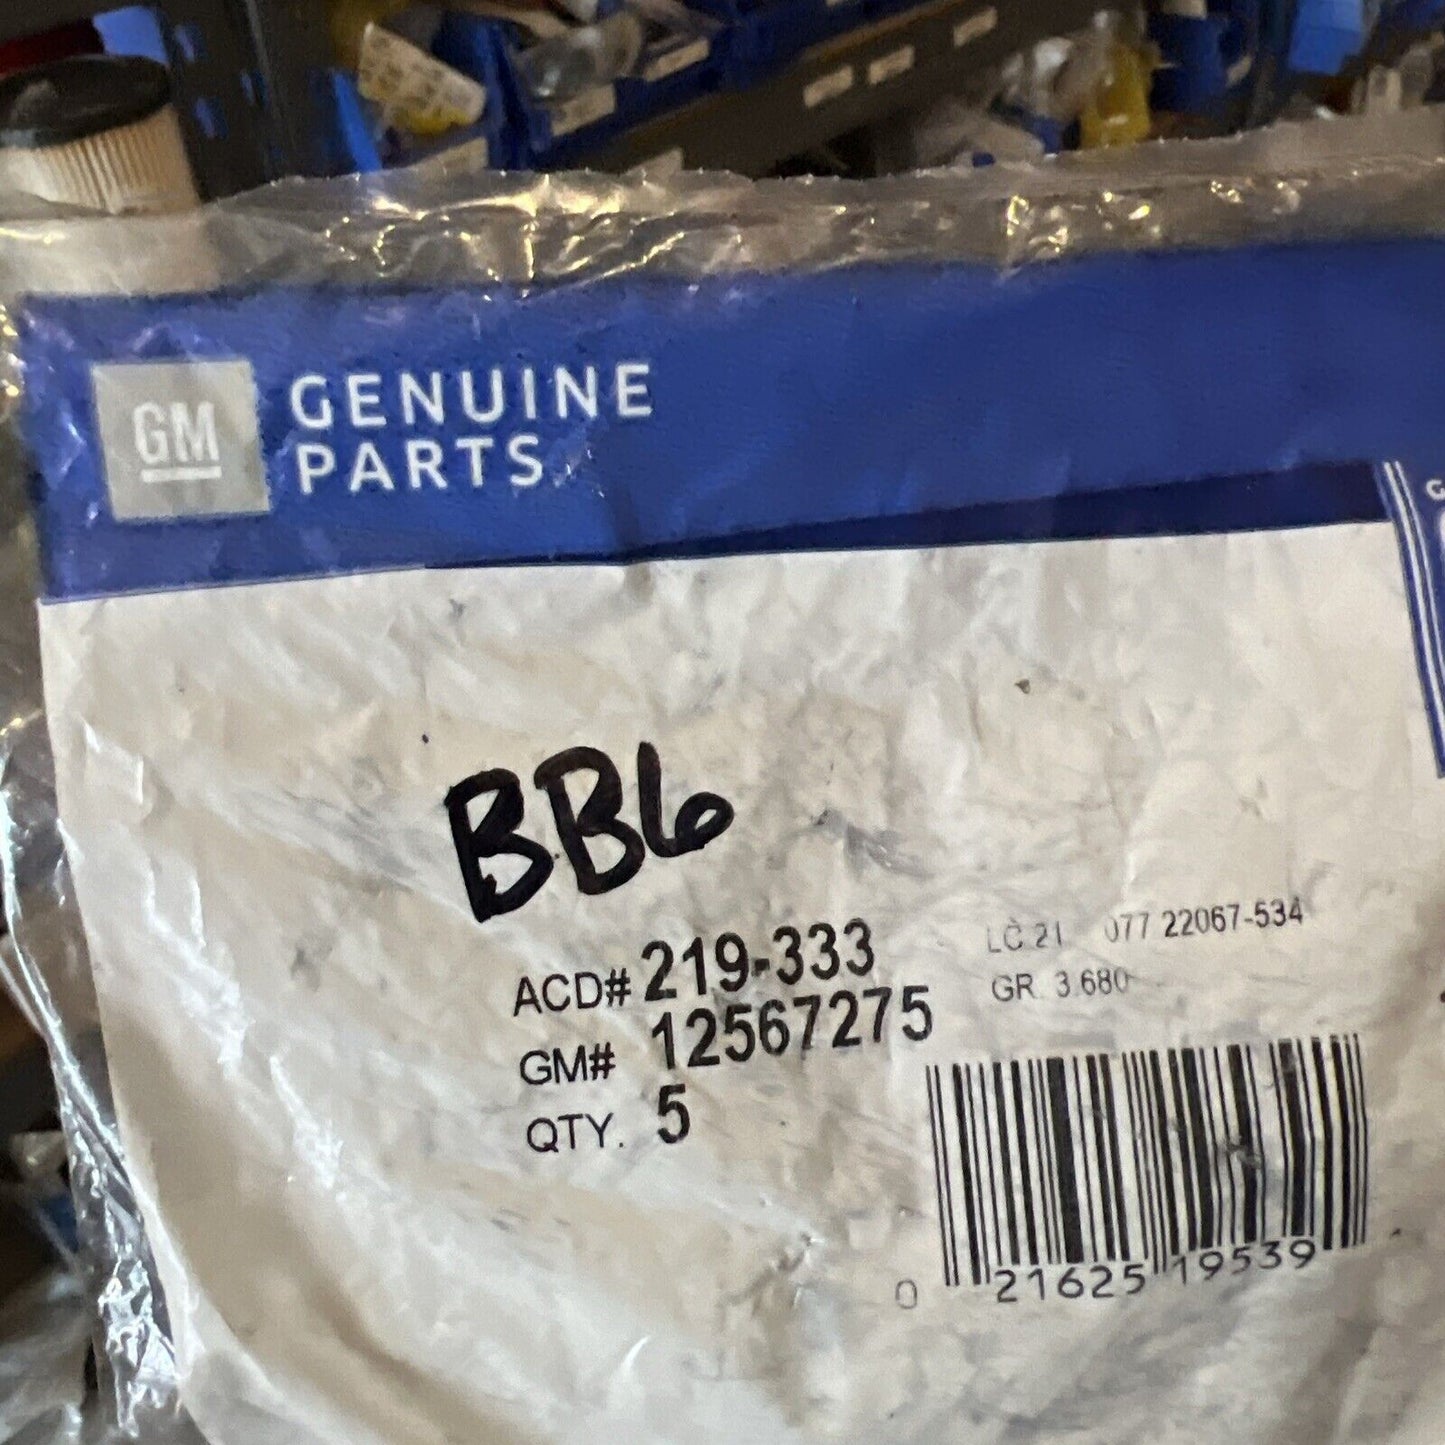 GM
GENUINE
PARTS
BB6
ACD# 219-333
GM# 12567275
QTY. 5
LC 21 077 22067-534
GR. 3.680
0 21625 19539